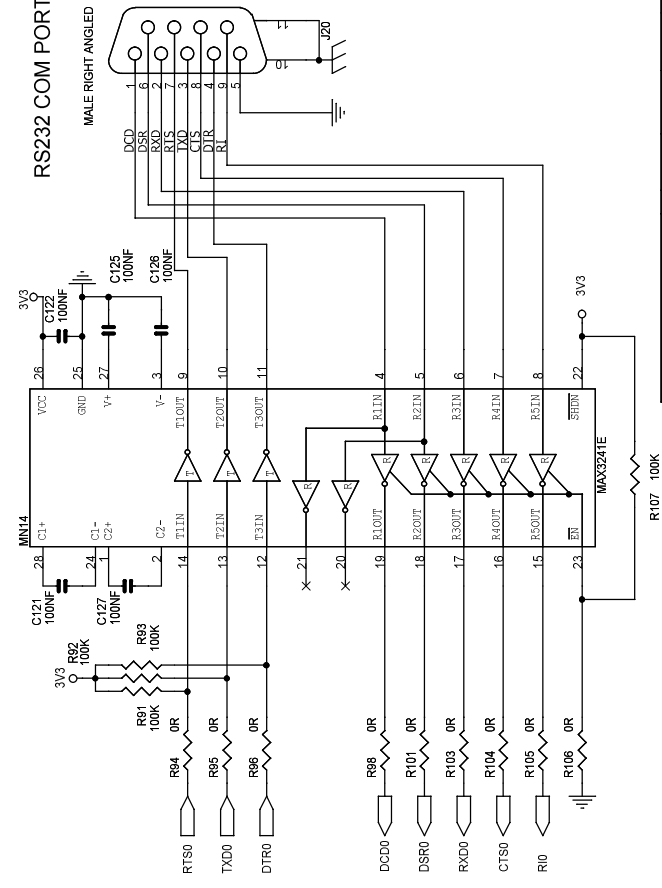 RS232 COM PORT
MALE RIGHT ANGLED
J20
11
10
1
6
2
7
3
8
4
9
5
DCD
DSR
RXD
RTS
TXD
CTS
DTR
RI
3V3
C122
100NF
C125
100NF
C126
100NF
3V3
26
25
27
3
9
10
11
4
5
6
7
8
22
VCC
GND
V+
V-
T1OUT
T2OUT
T3OUT
R1IN
R2IN
R3IN
R4IN
R5IN
SHDN
T
T
T
R
R
R
R
R
R
R
MAX3241E
R107 100K
MN14
C1+
C1-
C2+
C2-
T1IN
T2IN
T3IN
R1OUT
R2OUT
R3OUT
R4OUT
R5OUT
EN
28
24
1
2
14
13
12
21
20
19
18
17
16
15
23
C121
100NF
C127
100NF
3V3
R92
100K
R93
100K
R91
100K
R94 0R
R95 0R
R96 0R
R98 0R
R101 0R
R103 0R
R104 0R
R105 0R
R106 0R
RTS0
TXD0
DTR0
DCD0
DSR0
RXD0
CTS0
RI0